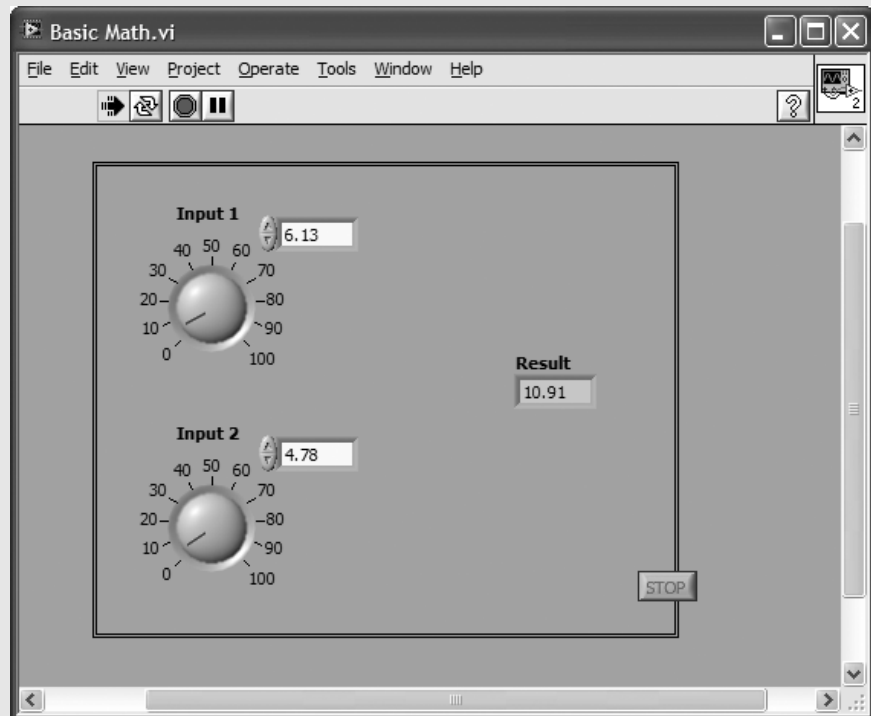 Basic Math.vi
File Edit View Project Operate Tools Window Help
?
2
Input 1
6.13
0 10 20 30 40 50 60 70 80 90 100
Result
10.91
Input 2
4.78
0 10 20 30 40 50 60 70 80 90 100
STOP